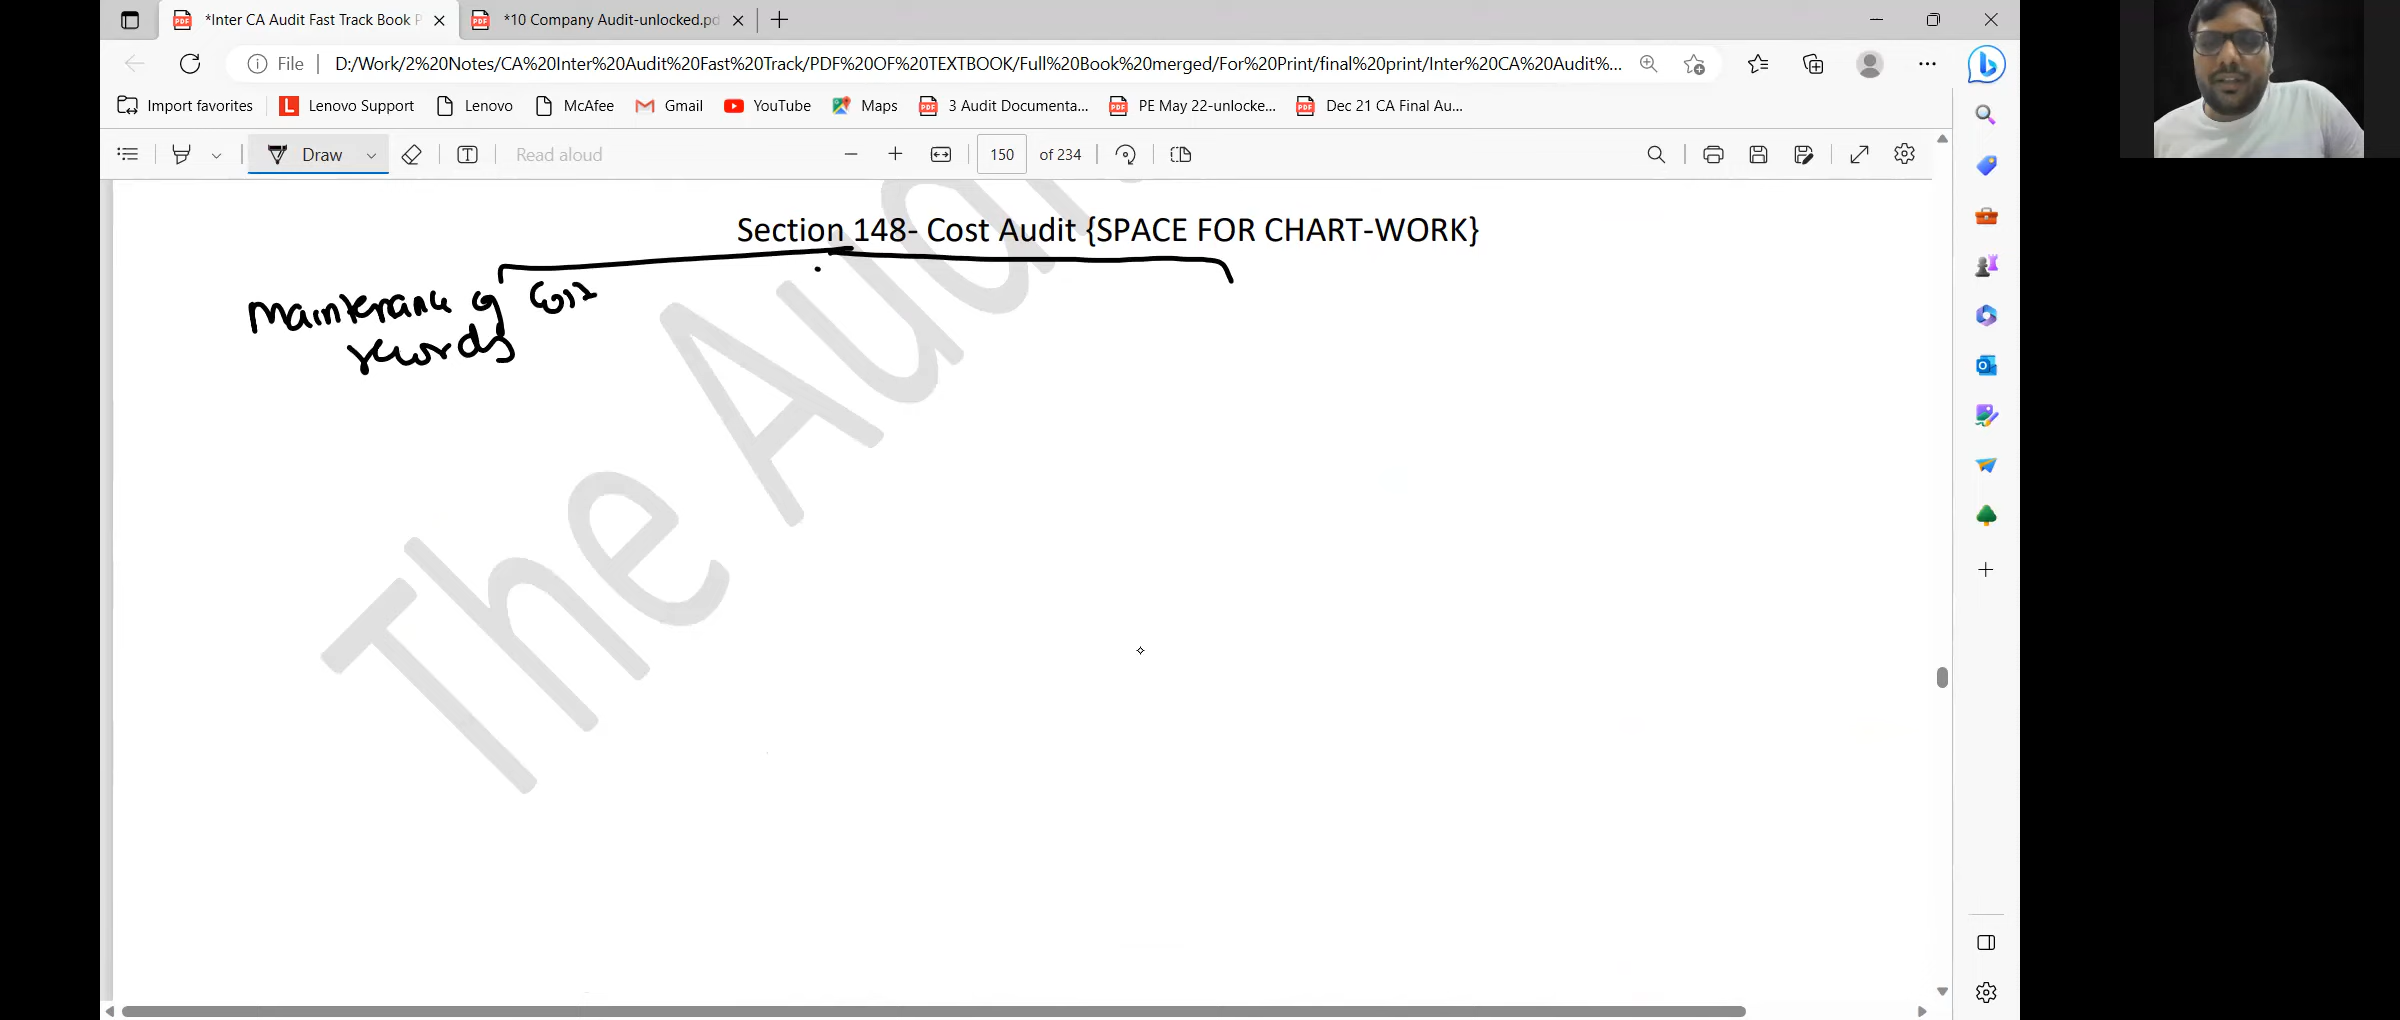 *Inter CA Audit Fast Track Book P
*10 Company Audit-unlocked.pd
File
D:/Work/2%20Notes/CA%20Inter%20Audit%20Fast%20Track/PDF%20OF%20TEXTBOOK/Full%20Book%20merged/For%20Print/final%20print/Inter%20CA%20Audit%...
Import favorites
Lenovo Support
Lenovo
McAfee
Gmail
YouTube
Maps
3 Audit Documenta...
PE May 22-unlocke...
Dec 21 CA Final Au...
Draw
Read aloud
150 of 234
Section 148- Cost Audit {SPACE FOR CHART-WORK}
Maintenance of Cost
records
The Audi